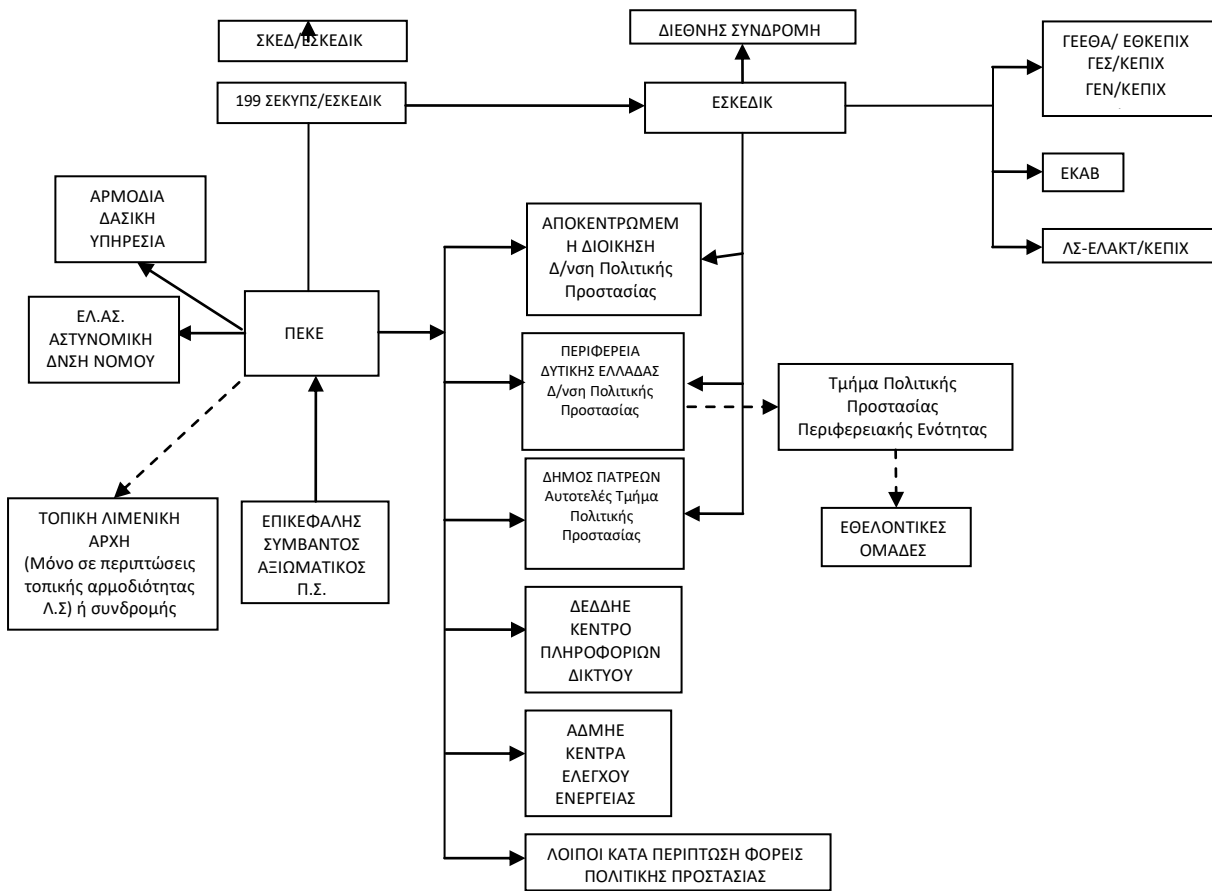 ΣΚΕΔ/ΕΣΚΕΔΙΚ
ΔΙΕΘΝΗΣ ΣΥΝΔΡΟΜΗ
ΓΕΕΘΑ/ ΕΘΚΕΠΙΧ
ΓΕΣ/ΚΕΠΙΧ
ΓΕΝ/ΚΕΠΙΧ
199 ΣΕΚΥΠΣ/ΕΣΚΕΔΙΚ
ΕΣΚΕΔΙΚ
ΕΚΑΒ
ΛΣ-ΕΛΑΚΤ/ΚΕΠΙΧ
ΑΡΜΟΔΙΑ
ΔΑΣΙΚΗ
ΥΠΗΡΕΣΙΑ
ΑΠΟΚΕΝΤΡΩΜΕΜ
Η ΔΙΟΙΚΗΣΗ
Δ/νση Πολιτικής
Προστασίας
ΕΛ.ΑΣ.
ΑΣΤΥΝΟΜΙΚΗ
ΔΝΣΗ ΝΟΜΟΥ
ΠΕΚΕ
ΠΕΡΙΦΕΡΕΙΑ
ΔΥΤΙΚΗΣ ΕΛΛΑΔΑΣ
Δ/νση Πολιτικής
Προστασίας
Τμήμα Πολιτικής
Προστασίας
Περιφερειακής Ενότητας
ΔΗΜΟΣ ΠΑΤΡΕΩΝ
Αυτοτελές Τμήμα
Πολιτικής
Προστασίας
ΕΘΕΛΟΝΤΙΚΕΣ
ΟΜΑΔΕΣ
ΤΟΠΙΚΗ ΛΙΜΕΝΙΚΗ
ΑΡΧΗ
(Μόνο σε περιπτώσεις
τοπικής αρμοδιότητας
Λ.Σ) ή συνδρομής
ΕΠΙΚΕΦΑΛΗΣ
ΣΥΜΒΑΝΤΟΣ
ΑΞΙΩΜΑΤΙΚΟΣ
Π.Σ.
ΔΕΔΔΗΕ
ΚΕΝΤΡΟ
ΠΛΗΡΟΦΟΡΙΩΝ
ΔΙΚΤΥΟΥ
ΑΔΜΗΕ
ΚΕΝΤΡΑ
ΕΛΕΓΧΟΥ
ΕΝΕΡΓΕΙΑΣ
ΛΟΙΠΟΙ ΚΑΤΑ ΠΕΡΙΠΤΩΣΗ ΦΟΡΕΙΣ
ΠΟΛΙΤΙΚΗΣ ΠΡΟΣΤΑΣΙΑΣ